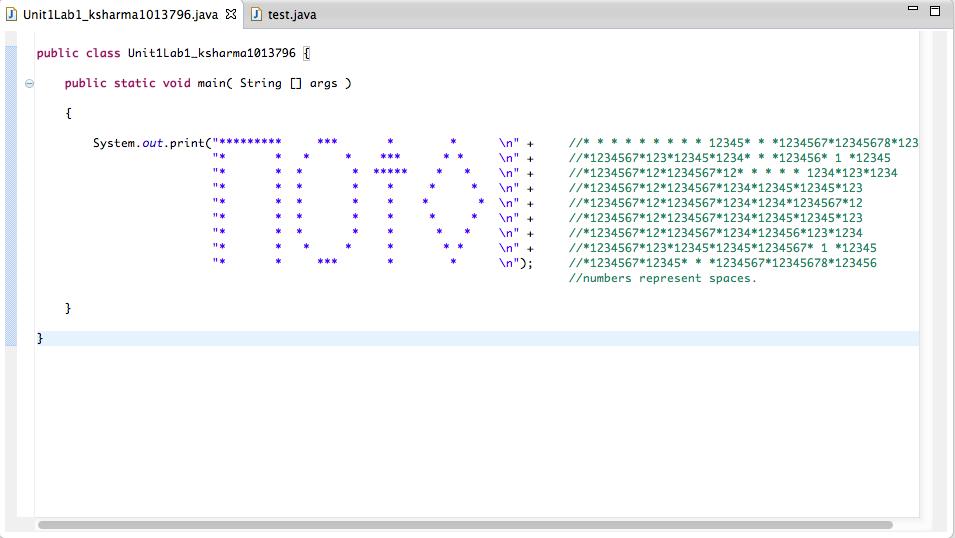 Unit1Lab1_ksharma1013796.java test.java
public class Unit1Lab1_ksharma1013796 {
public static void main( String [] args )
{
System.out.print("*********     ***       *        *      \n" + //* * * * * * * * * 12345* * *1234567*12345678*123
"*       *   *     *    ***      * *     \n" + //*1234567*123*12345*1234* * *123456* 1 *12345
"*       *  *       *  *****    *   *    \n" + //*1234567*12*1234567*12* * * * * 1234*123*1234
"*       *  *       *    *     *     *   \n" + //*1234567*12*1234567*1234*12345*12345*123
"*       *  *       *    *    *       *  \n" + //*1234567*12*1234567*1234*1234*1234567*12
"*       *  *       *    *     *     *   \n" + //*1234567*12*1234567*1234*12345*12345*123
"*       *  *       *    *      *   *    \n" + //*1234567*12*1234567*1234*123456*123*1234
"*       *   *     *     *       * *     \n" + //*1234567*123*12345*12345*1234567* 1 *12345
"*       *     ***       *        *      \n"); //*1234567*12345* * *1234567*12345678*123456
//numbers represent spaces.
}
}